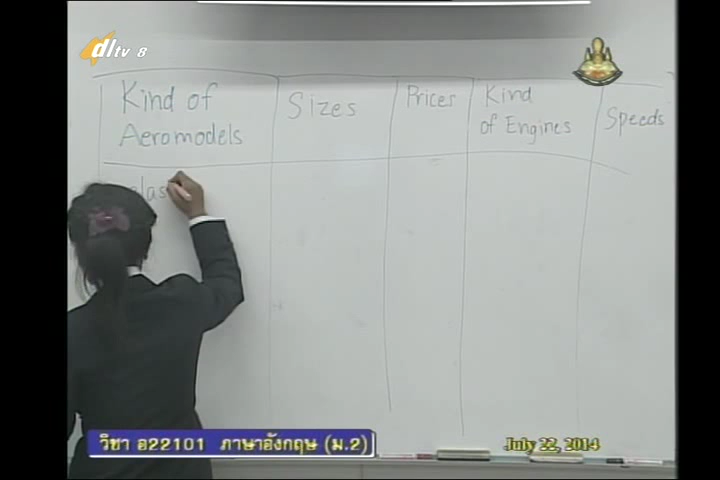 dltv 8
Kind of
Aeromodels
Sizes
Prices
Kind
of Engines
Speeds
วิชา อ22101 ภาษาอังกฤษ (ม.2)
July 22, 2014